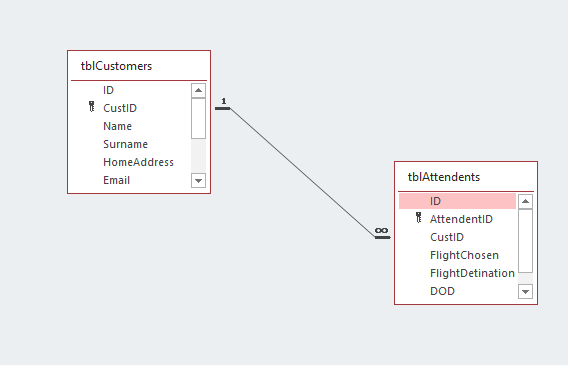 tblCustomers
ID
CustID
Name
Surname
HomeAddress
Email
1
∞
tblAttendents
ID
AttendentID
CustID
FlightChosen
FlightDetination
DOD